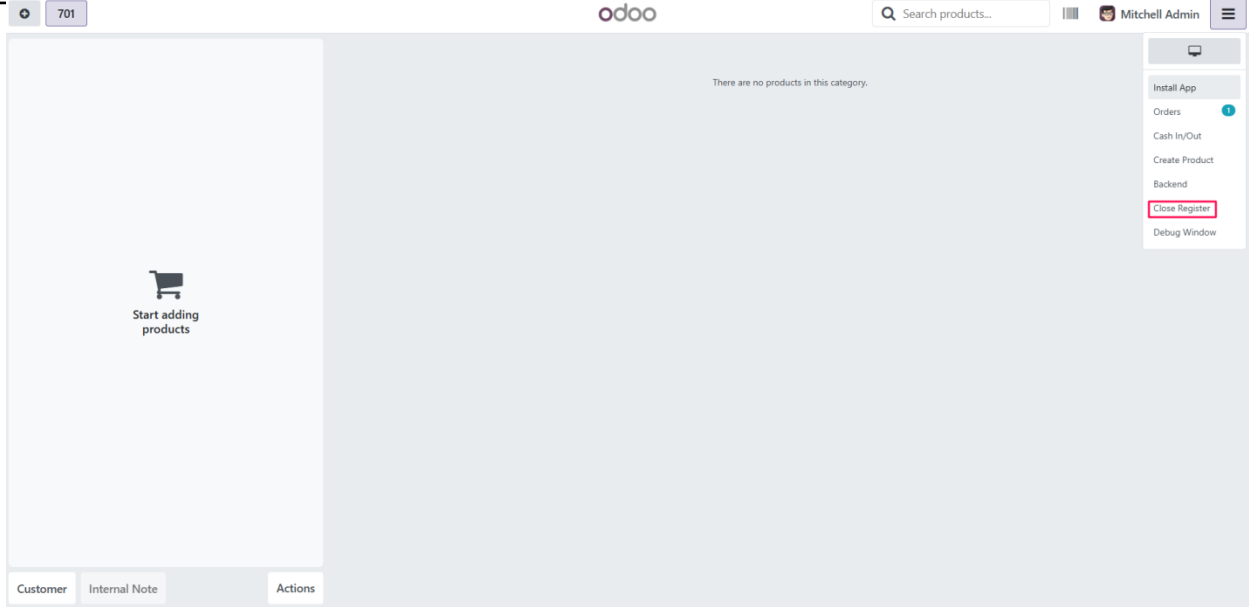 701
odoo
Search products...
Mitchell Admin
There are no products in this category.
Install App
Orders 1
Cash In/Out
Create Product
Backend
Close Register
Debug Window
Start adding
products
Customer
Internal Note
Actions